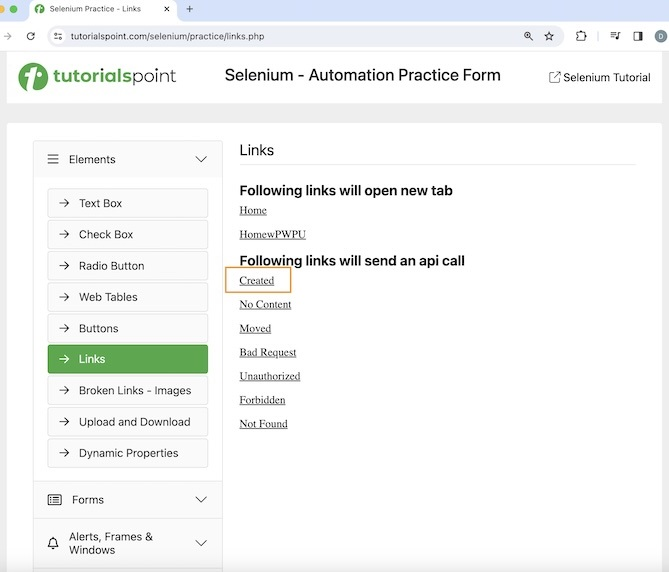 Selenium Practice - Links
tutorialspoint.com/selenium/practice/links.php
D
tutorialspoint
Selenium - Automation Practice Form
Selenium Tutorial
Elements
Text Box
Check Box
Radio Button
Web Tables
Buttons
Links
Broken Links - Images
Upload and Download
Dynamic Properties
Forms
Alerts, Frames &
Windows
Links
Following links will open new tab
Home
HomewPWPU
Following links will send an api call
Created
No Content
Moved
Bad Request
Unauthorized
Forbidden
Not Found